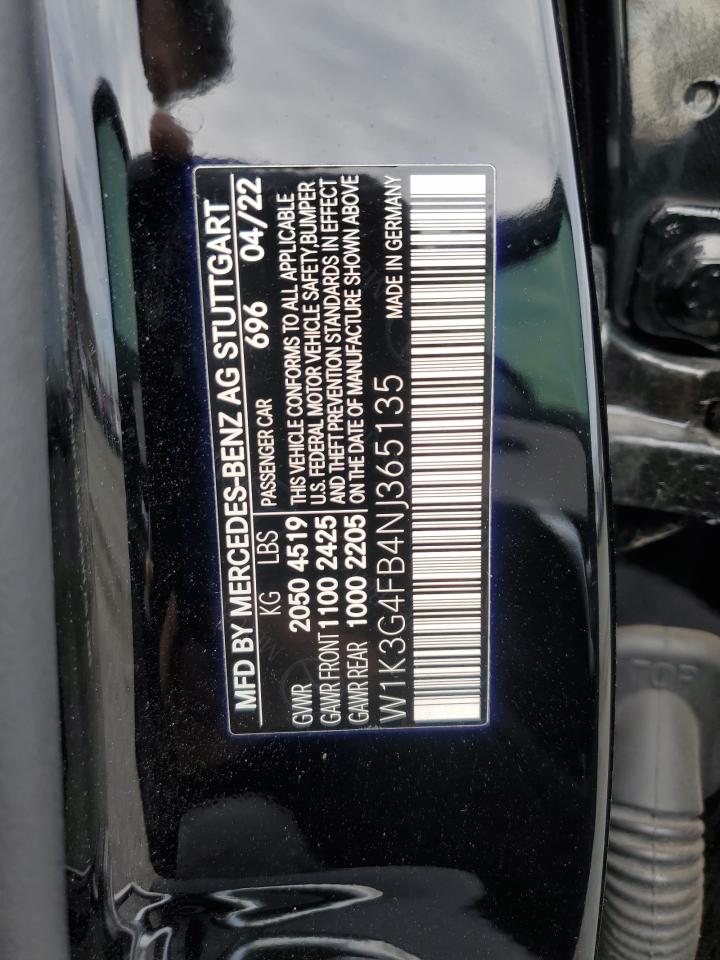 MFD BY MERCEDES-BENZ AG STUTTGART
696 04/22
KG LBS PASSENGER CAR
GVWR 2050 4519 THIS VEHICLE CONFORMS TO ALL APPLICABLE
GAWR FRONT 1100 2425 U.S. FEDERAL MOTOR VEHICLE SAFETY,BUMPER
GAWR REAR 1000 2205 AND THEFT PREVENTION STANDARDS IN EFFECT
ON THE DATE OF MANUFACTURE SHOWN ABOVE
W1K3G4FB4NJ365135 MADE IN GERMANY
TOP